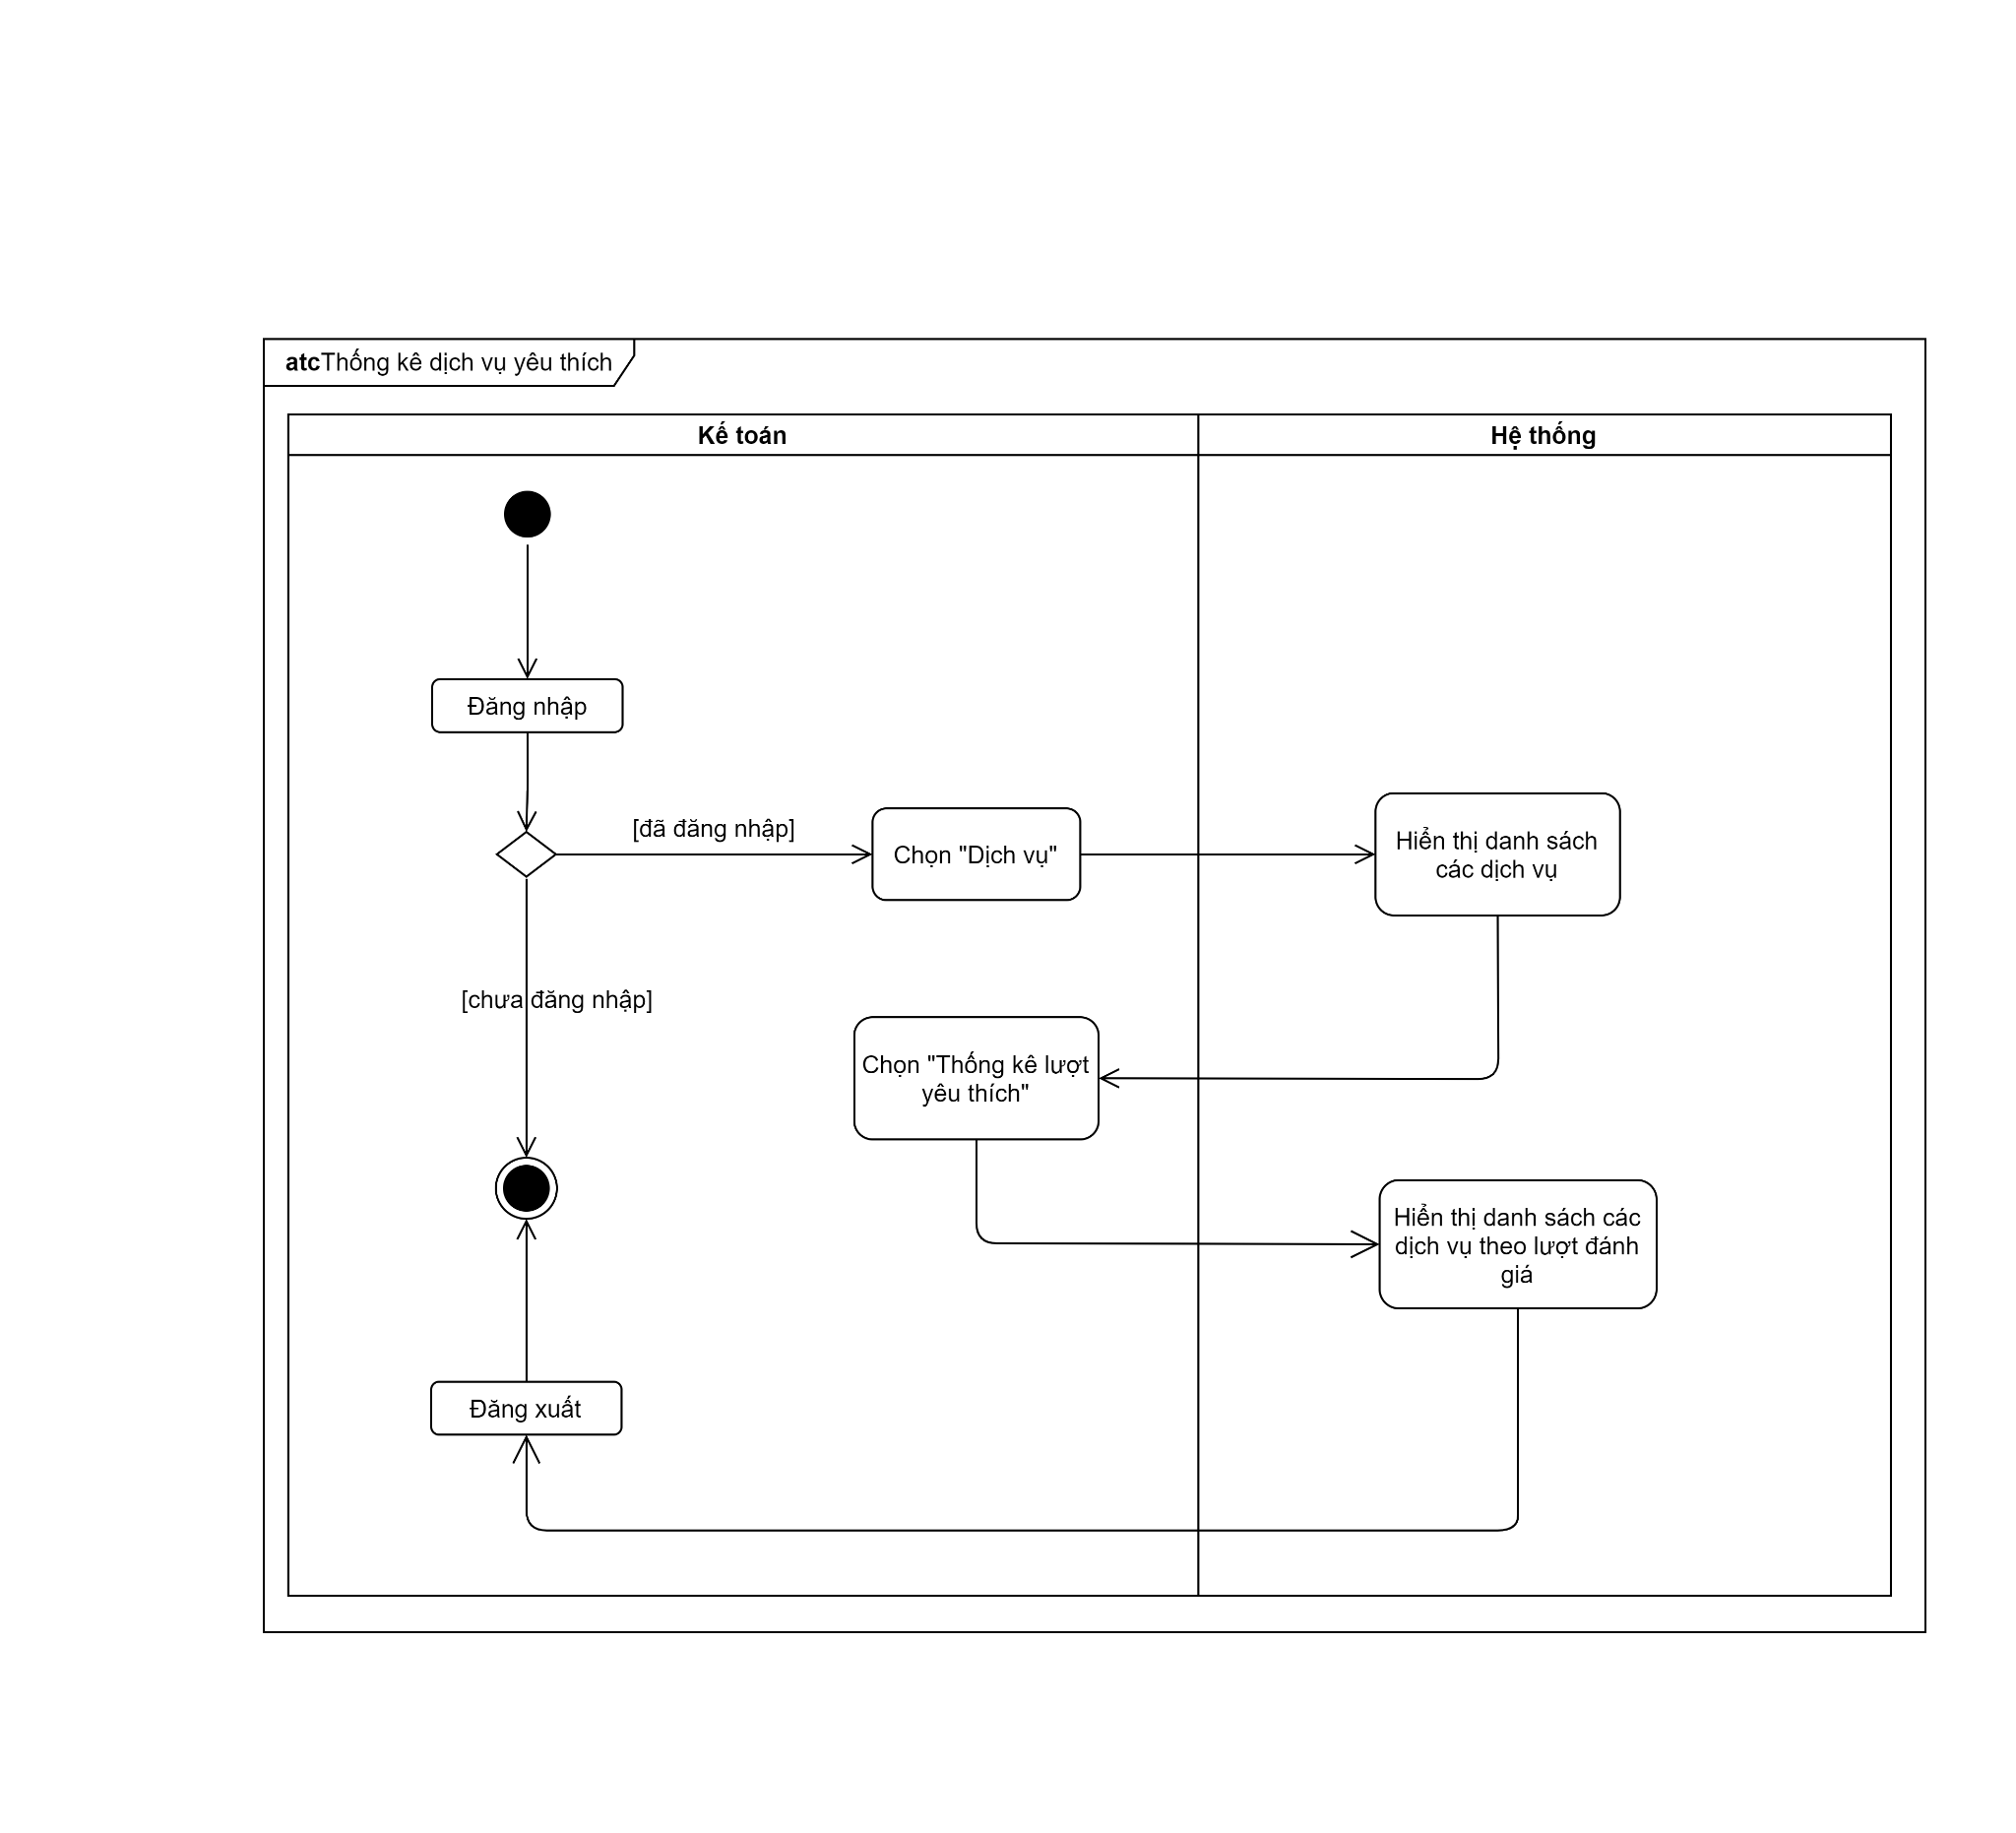 atcThống kê dịch vụ yêu thích
Kế toán
Hệ thống
Đăng nhập
[đã đăng nhập]
Chọn "Dịch vụ"
Hiển thị danh sách
các dịch vụ
[chưa đăng nhập]
Chọn "Thống kê lượt
yêu thích"
Hiển thị danh sách các
dịch vụ theo lượt đánh
giá
Đăng xuất